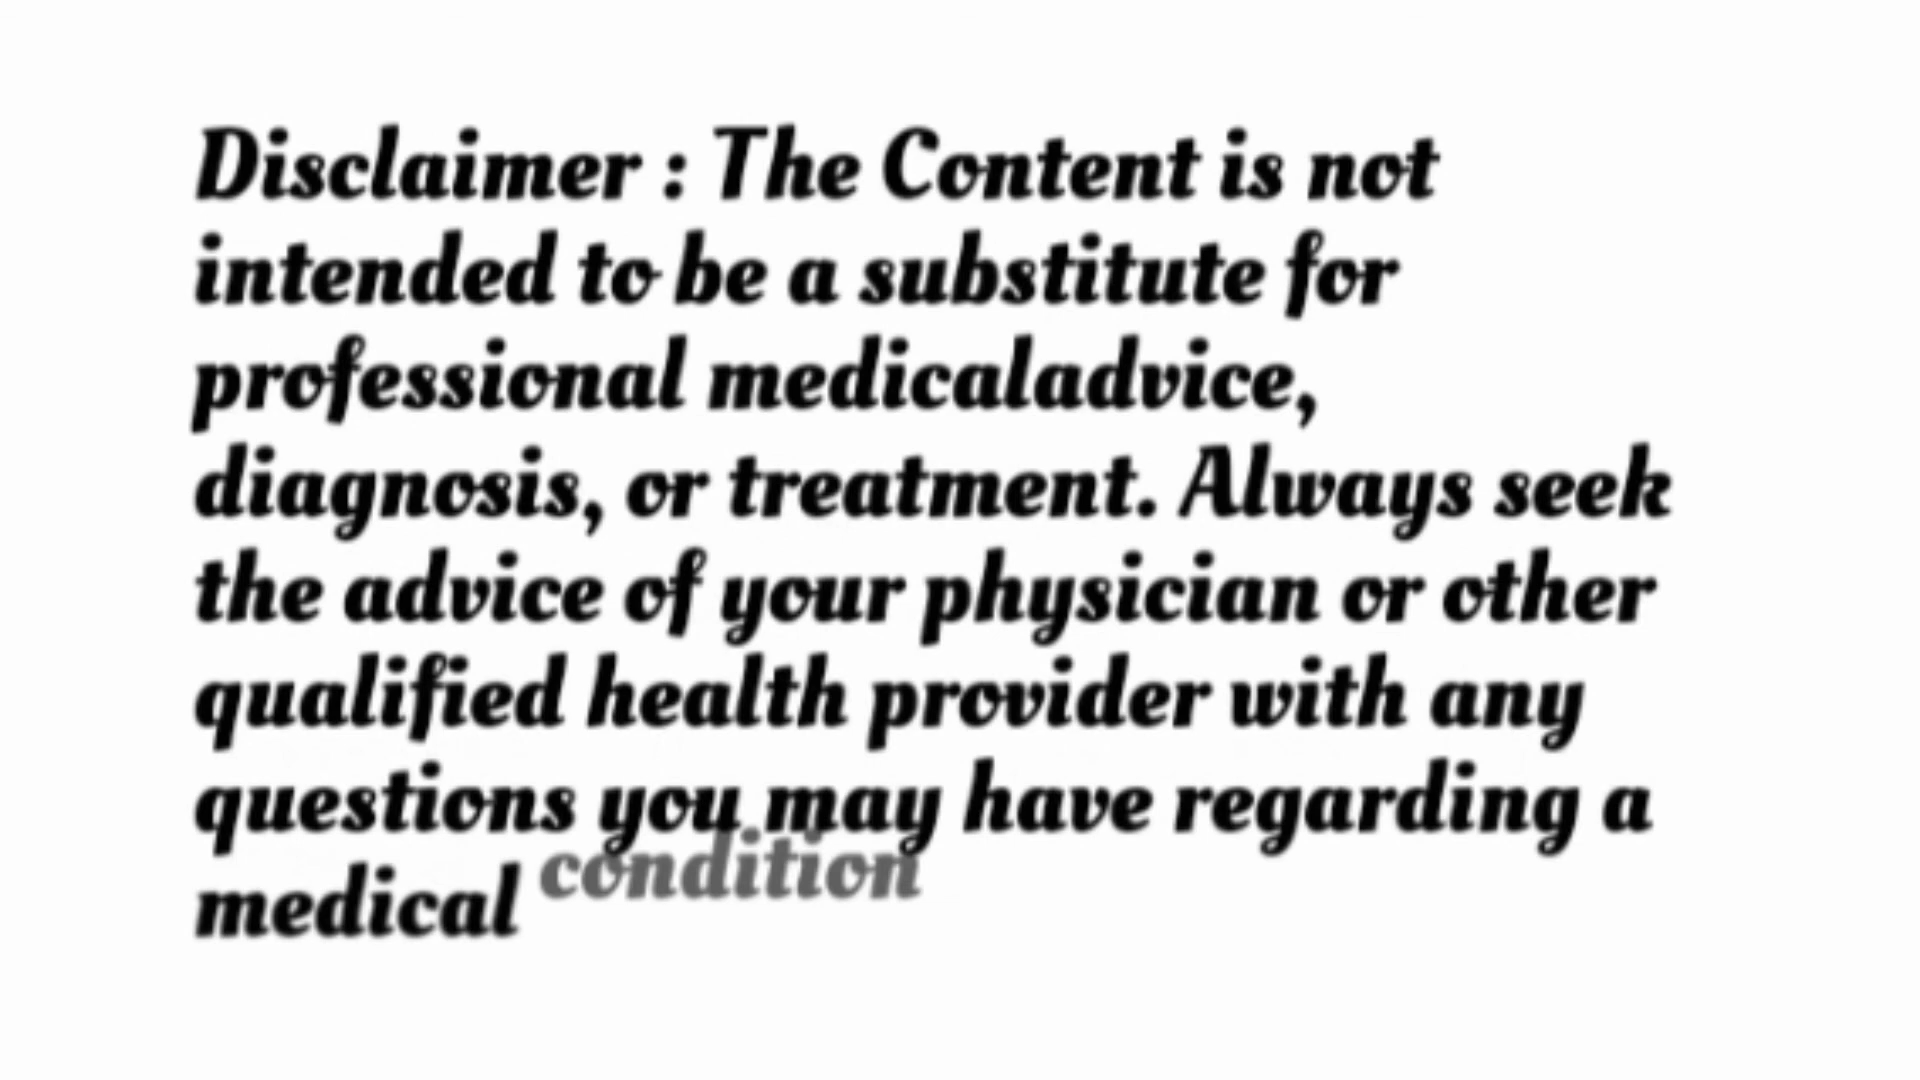 Disclaimer : The Content is not
intended to be a substitute for
professional medicaladvice,
diagnosis, or treatment. Always seek
the advice of your physician or other
qualified health provider with any
questions you may have regarding a
medical condition